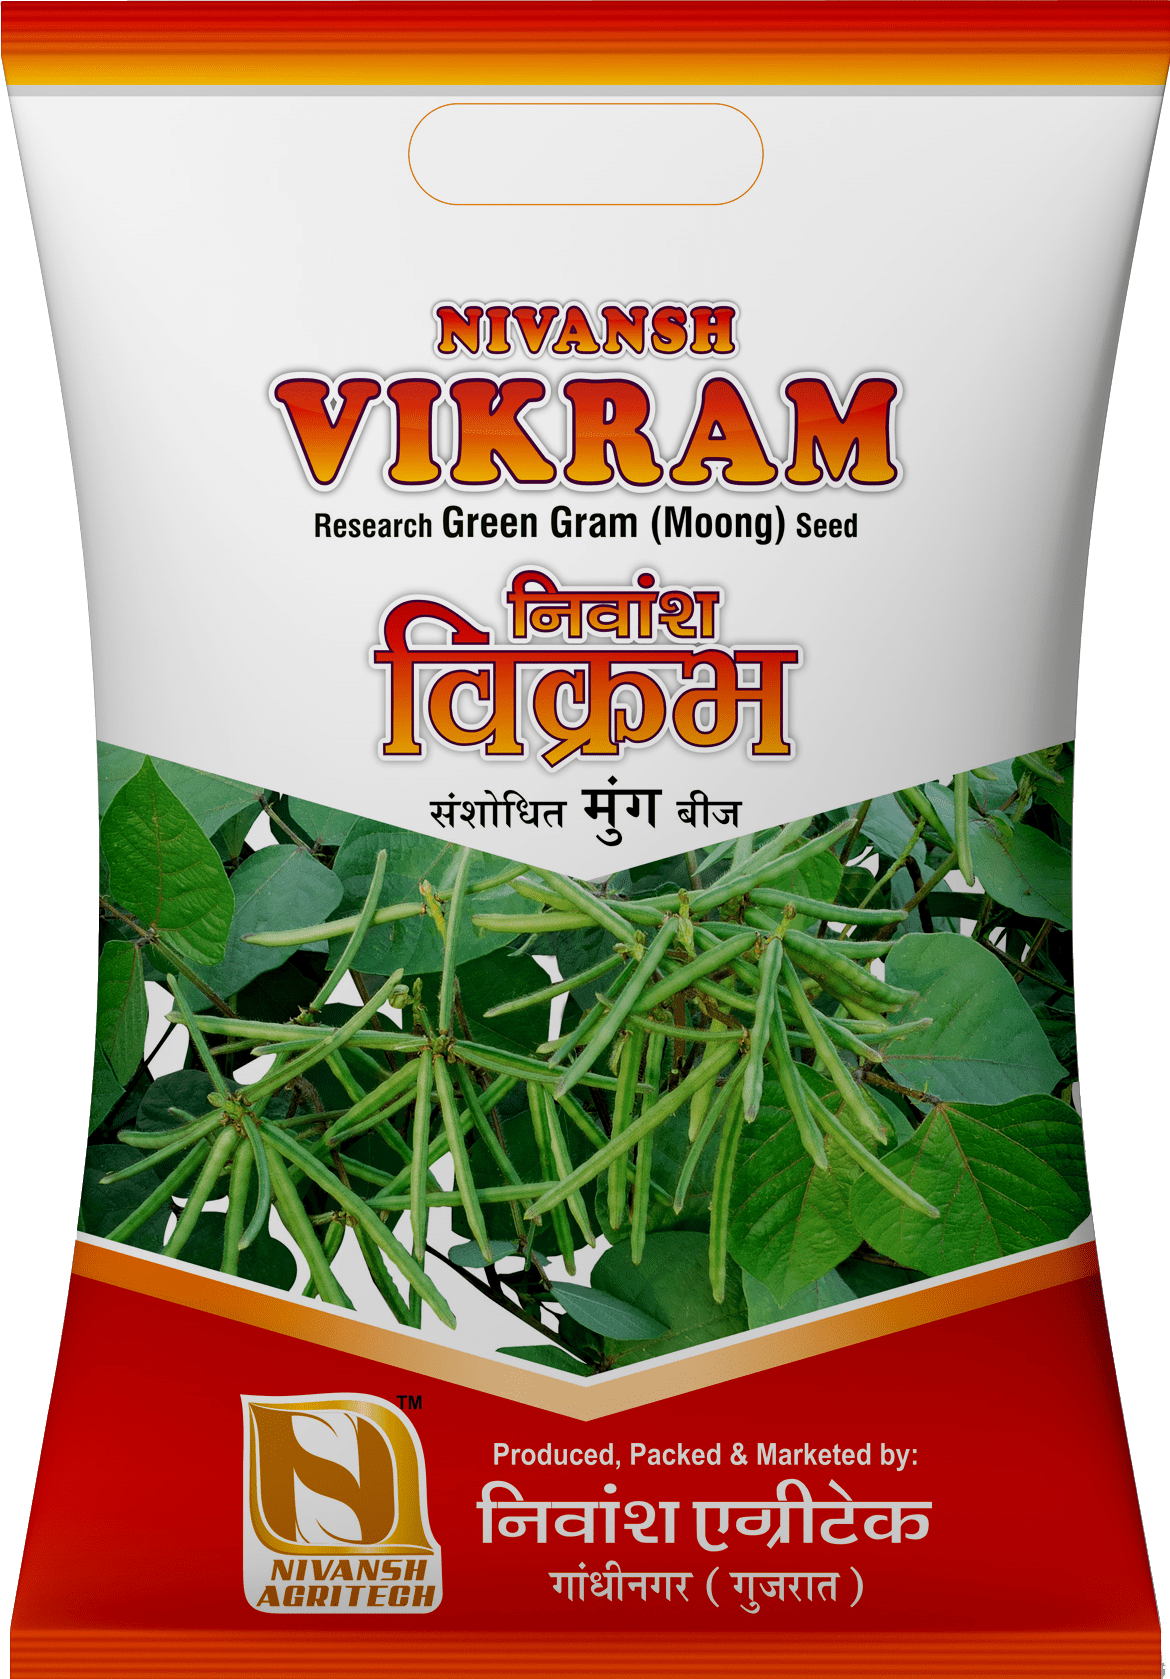 NIVANSH
VIKRAM
Research Green Gram (Moong) Seed
निवांश
विक्रम
संशोधित मुंग बीज
TM
NIVANSH
AGRITECH
Produced, Packed & Marketed by:
निवांश एग्रीटेक
गांधीनगर ( गुजरात )